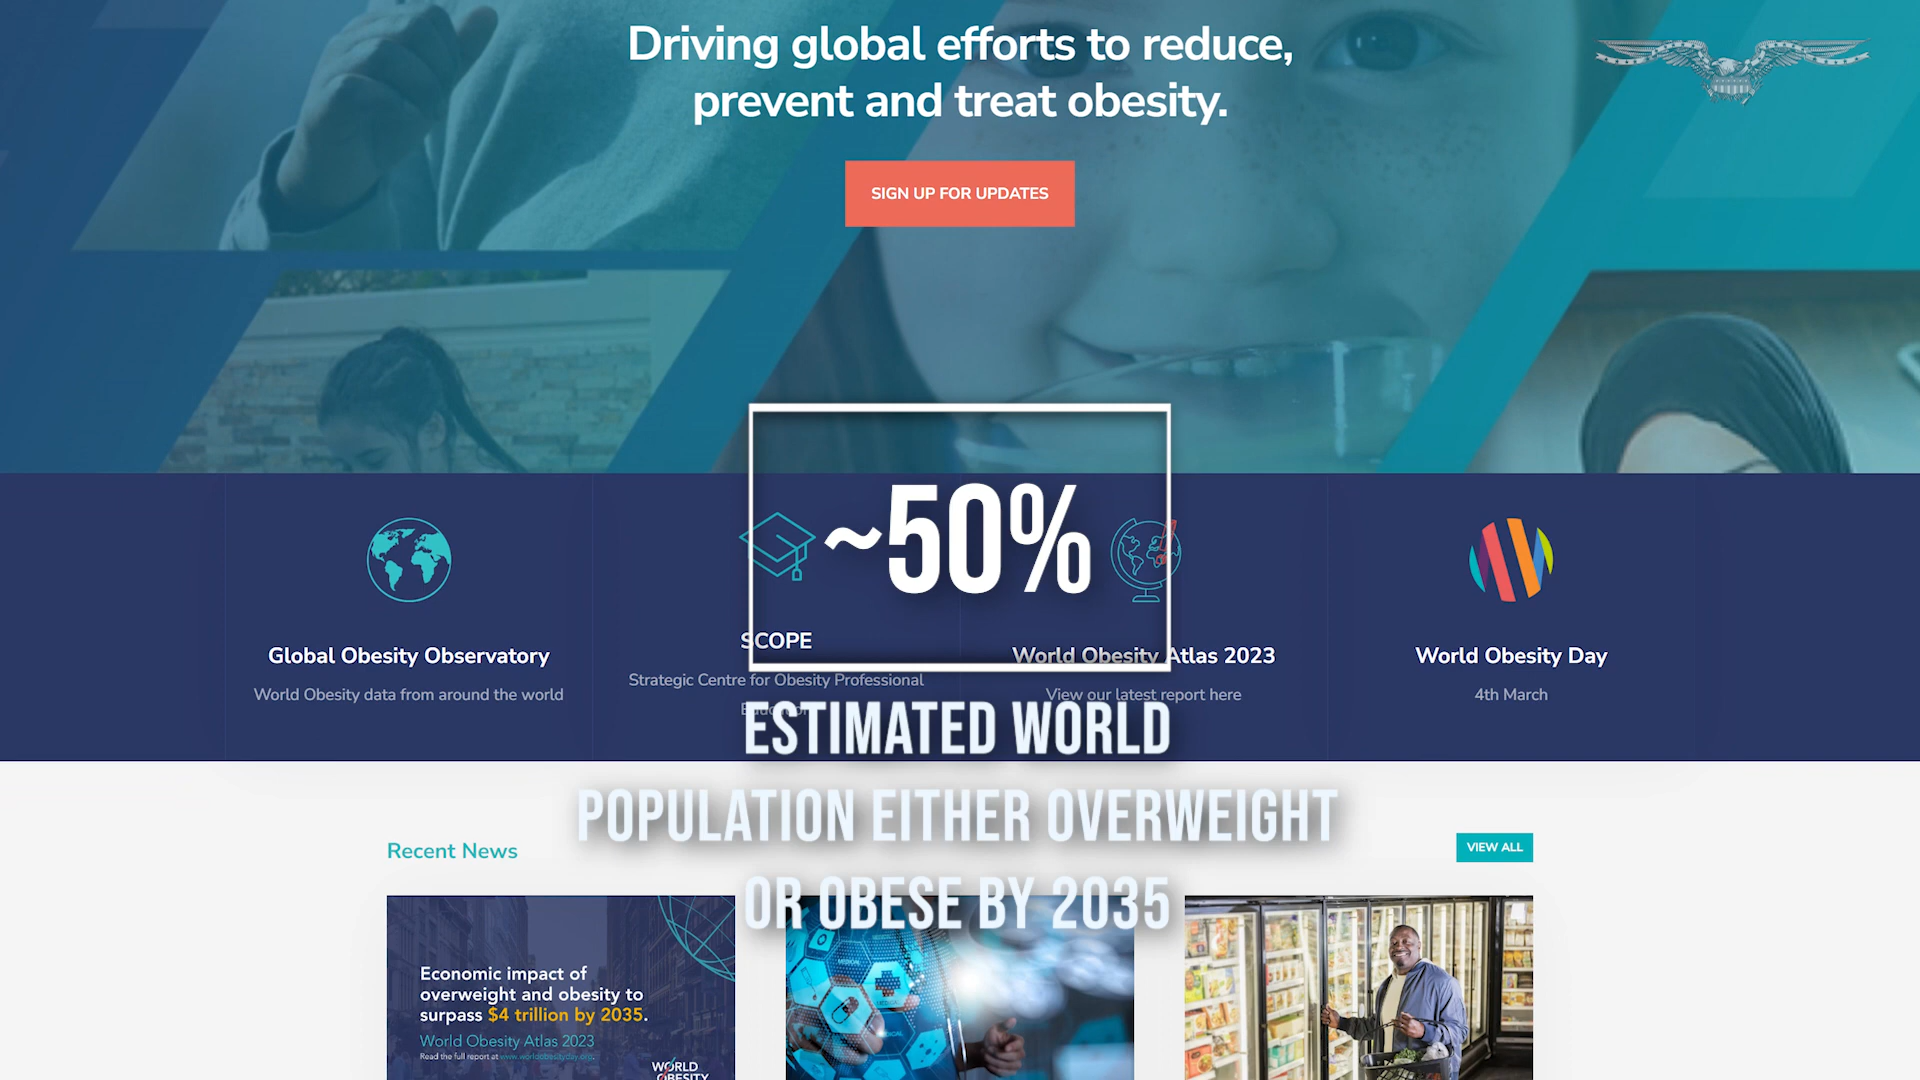 Driving global efforts to reduce,
prevent and treat obesity.
SIGN UP FOR UPDATES
~50%
Global Obesity Observatory
World Obesity data from around the world
SCOPE
Strategic Centre for Obesity Professional
World Obesity Atlas 2023
View our latest report here
World Obesity Day
4th March
ESTIMATED WORLD
POPULATION EITHER OVERWEIGHT
OR OBESE BY 2035
Recent News
VIEW ALL
Economic impact of
overweight and obesity to
surpass $4 trillion by 2035.
World Obesity Atlas 2023
Read the full report at www.worldobesityday.org.
WORLD
OBESITY